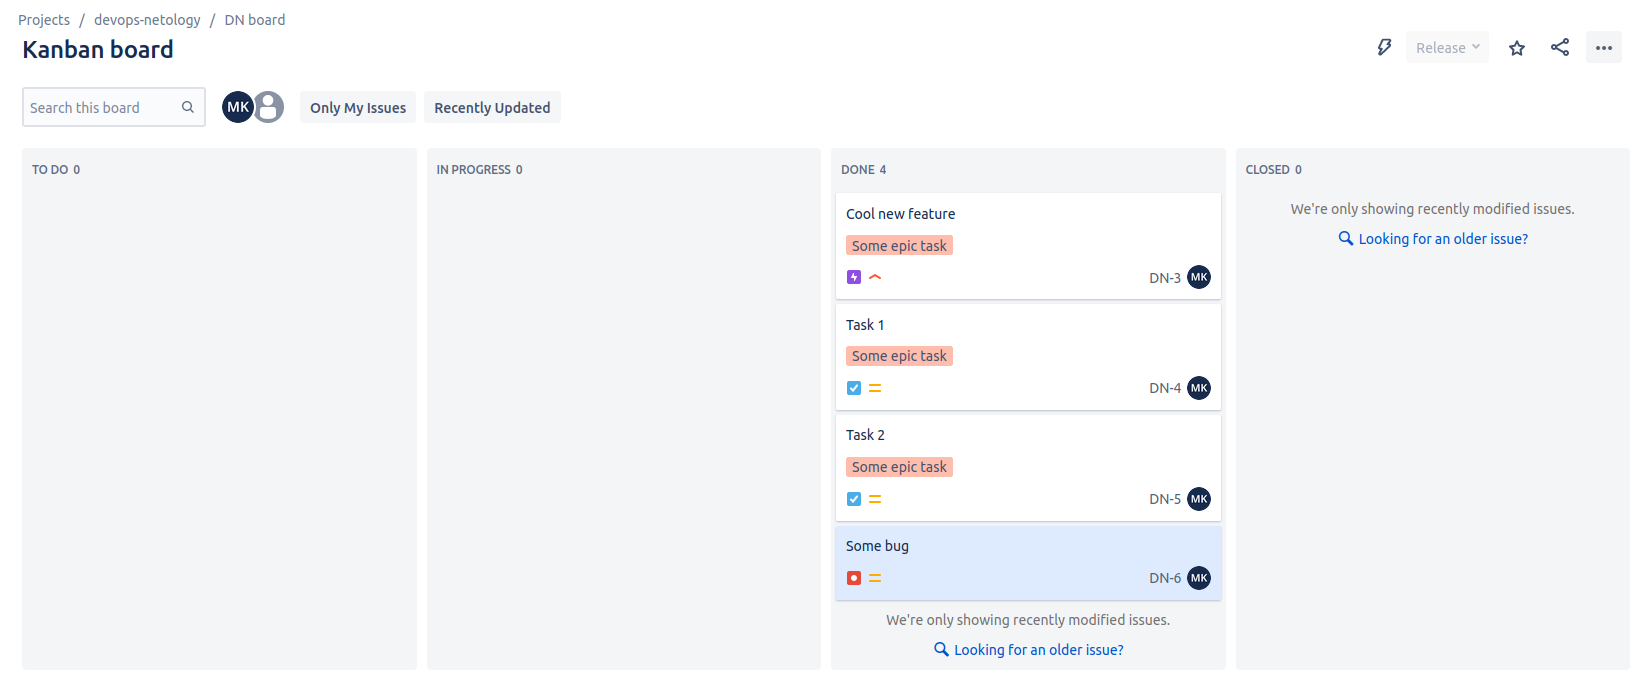 Projects / devops-netology / DN board
Kanban board
Release
Search this board
MK
Only My Issues
Recently Updated
TO DO 0
IN PROGRESS 0
DONE 4
CLOSED 0
Cool new feature
Some epic task
DN-3 MK
Task 1
Some epic task
DN-4 MK
Task 2
Some epic task
DN-5 MK
Some bug
DN-6 MK
We're only showing recently modified issues.
Looking for an older issue?
We're only showing recently modified issues.
Looking for an older issue?